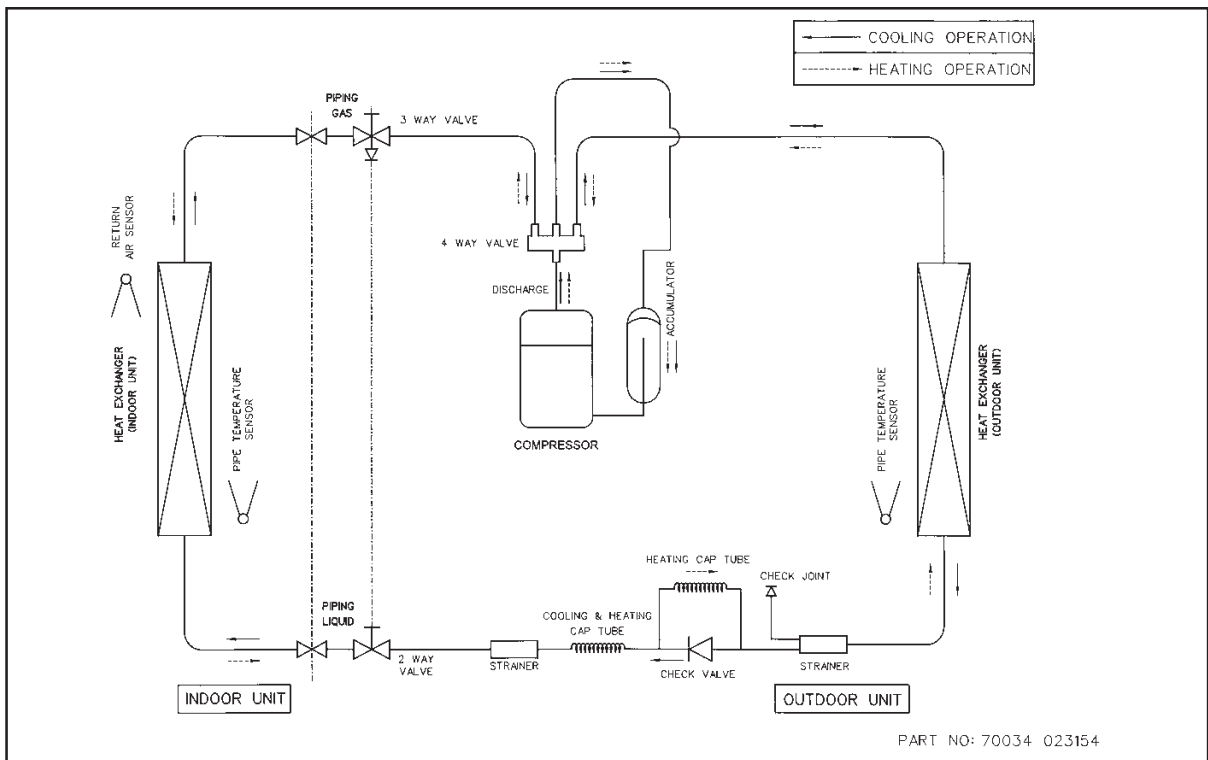 COOLING OPERATION
HEATING OPERATION
PIPING
GAS
3 WAY VALVE
RETURN
AIR SENSOR
4 WAY VALVE
DISCHARGE
ACCUMULATOR
HEAT EXCHANGER
(INDOOR UNIT)
PIPE TEMPERATURE
SENSOR
COMPRESSOR
PIPE TEMPERATURE
SENSOR
HEAT EXCHANGER
(OUTDOOR UNIT)
HEATING CAP TUBE
CHECK JOINT
PIPING
LIQUID
COOLING & HEATING
CAP TUBE
2 WAY
VALVE
STRAINER
CHECK VALVE
STRAINER
INDOOR UNIT
OUTDOOR UNIT
PART NO: 70034 023154